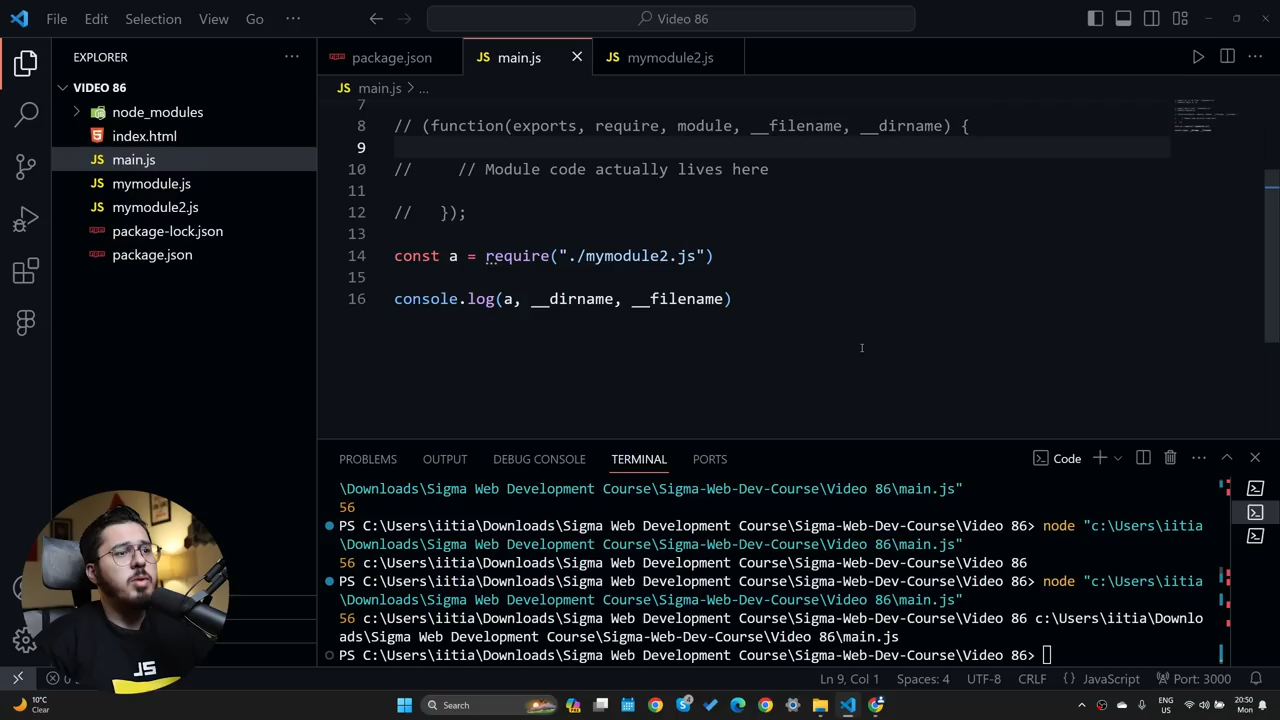 File Edit Selection View Go ··· Video 86
EXPLORER ···
VIDEO 86
node_modules
index.html
JS main.js
JS mymodule.js
JS mymodule2.js
package-lock.json
package.json
package.json JS main.js JS mymodule2.js
JS main.js > ...
7
8 // (function(exports, require, module, __filename, __dirname) {
9
10 // // Module code actually lives here
11
12 // });
13
14 const a = require("./mymodule2.js")
15
16 console.log(a, __dirname, __filename)
PROBLEMS OUTPUT DEBUG CONSOLE TERMINAL PORTS Code
\Downloads\Sigma Web Development Course\Sigma-Web-Dev-Course\Video 86\main.js"
56
PS C:\Users\iitia\Downloads\Sigma Web Development Course\Sigma-Web-Dev-Course\Video 86> node "c:\Users\iitia
\Downloads\Sigma Web Development Course\Sigma-Web-Dev-Course\Video 86\main.js"
56 c:\Users\iitia\Downloads\Sigma Web Development Course\Sigma-Web-Dev-Course\Video 86
PS C:\Users\iitia\Downloads\Sigma Web Development Course\Sigma-Web-Dev-Course\Video 86> node "c:\Users\iitia
\Downloads\Sigma Web Development Course\Sigma-Web-Dev-Course\Video 86\main.js"
56 c:\Users\iitia\Downloads\Sigma Web Development Course\Sigma-Web-Dev-Course\Video 86 c:\Users\iitia\Downlo
ads\Sigma Web Development Course\Sigma-Web-Dev-Course\Video 86\main.js
PS C:\Users\iitia\Downloads\Sigma Web Development Course\Sigma-Web-Dev-Course\Video 86>
JS
Ln 9, Col 1 Spaces: 4 UTF-8 CRLF {} JavaScript Port: 3000
10°C
Clear
Search
ENG
US
20:50
Mon